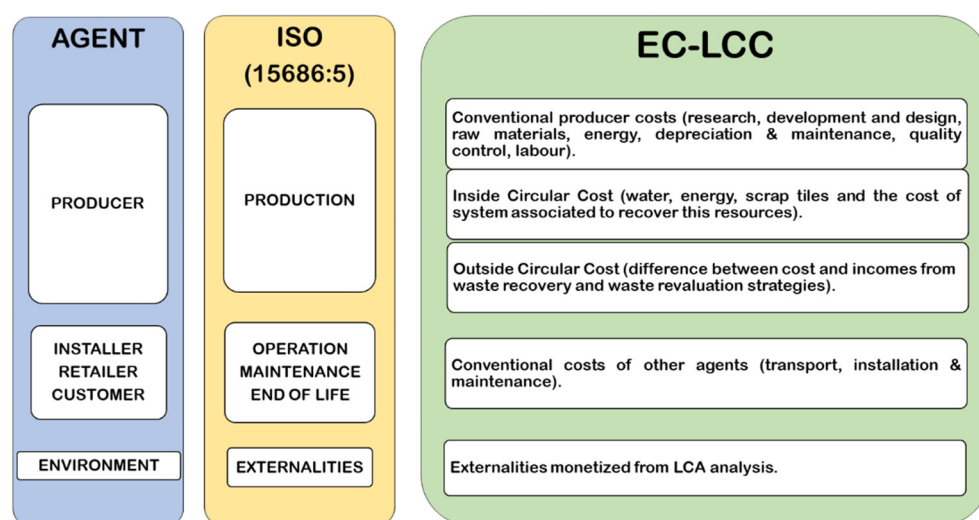 AGENT
PRODUCER
INSTALLER
RETAILER
CUSTOMER
ENVIRONMENT
ISO
(15686:5)
PRODUCTION
OPERATION
MAINTENANCE
END OF LIFE
EXTERNALITIES
EC-LCC
Conventional producer costs (research, development and design,
raw materials, energy, depreciation & maintenance, quality
control, labour).
Inside Circular Cost (water, energy, scrap tiles and the cost of
system associated to recover this resources).
Outside Circular Cost (difference between cost and incomes from
waste recovery and waste revaluation strategies).
Conventional costs of other agents (transport, installation &
maintenance).
Externalities monetized from LCA analysis.